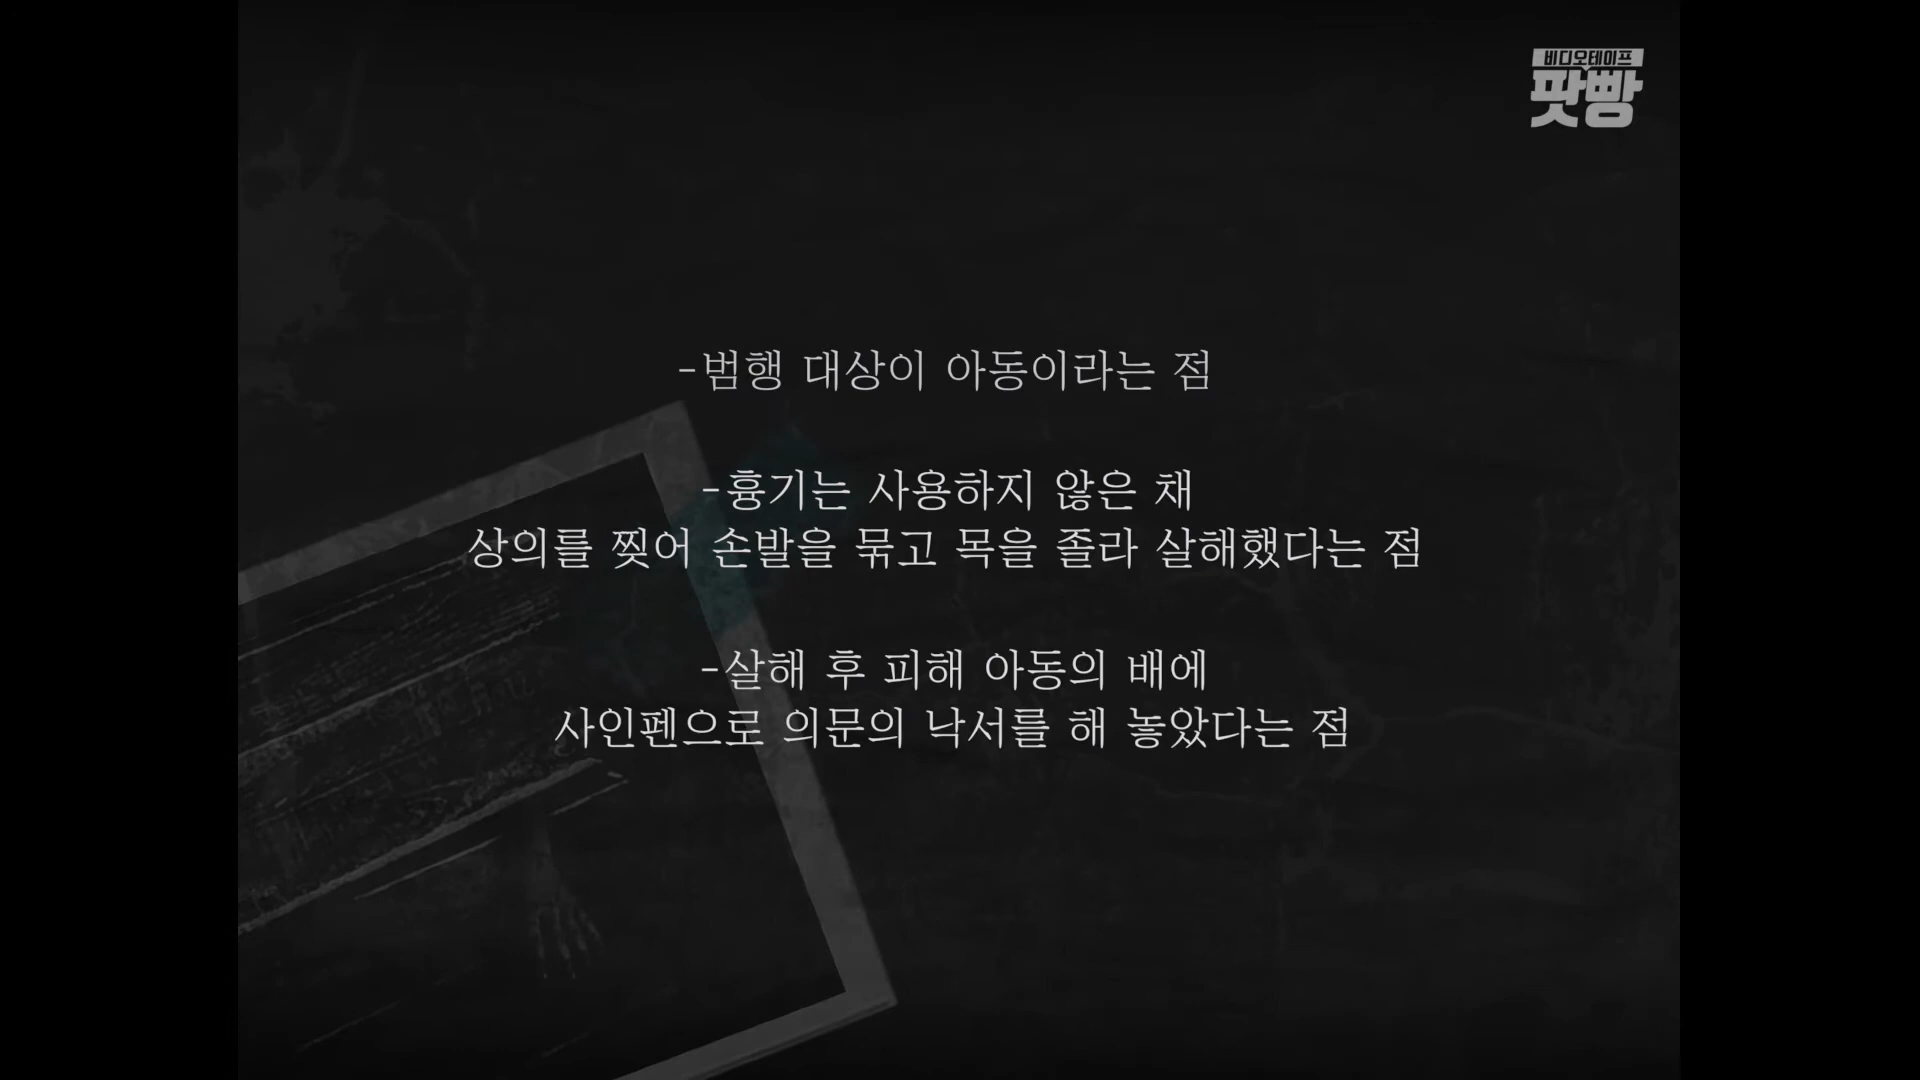 비디오테이프
팟빵
-범행 대상이 아동이라는 점
-흉기는 사용하지 않은 채
상의를 찢어 손발을 묶고 목을 졸라 살해했다는 점
-살해 후 피해 아동의 배에
사인펜으로 의문의 낙서를 해 놓았다는 점